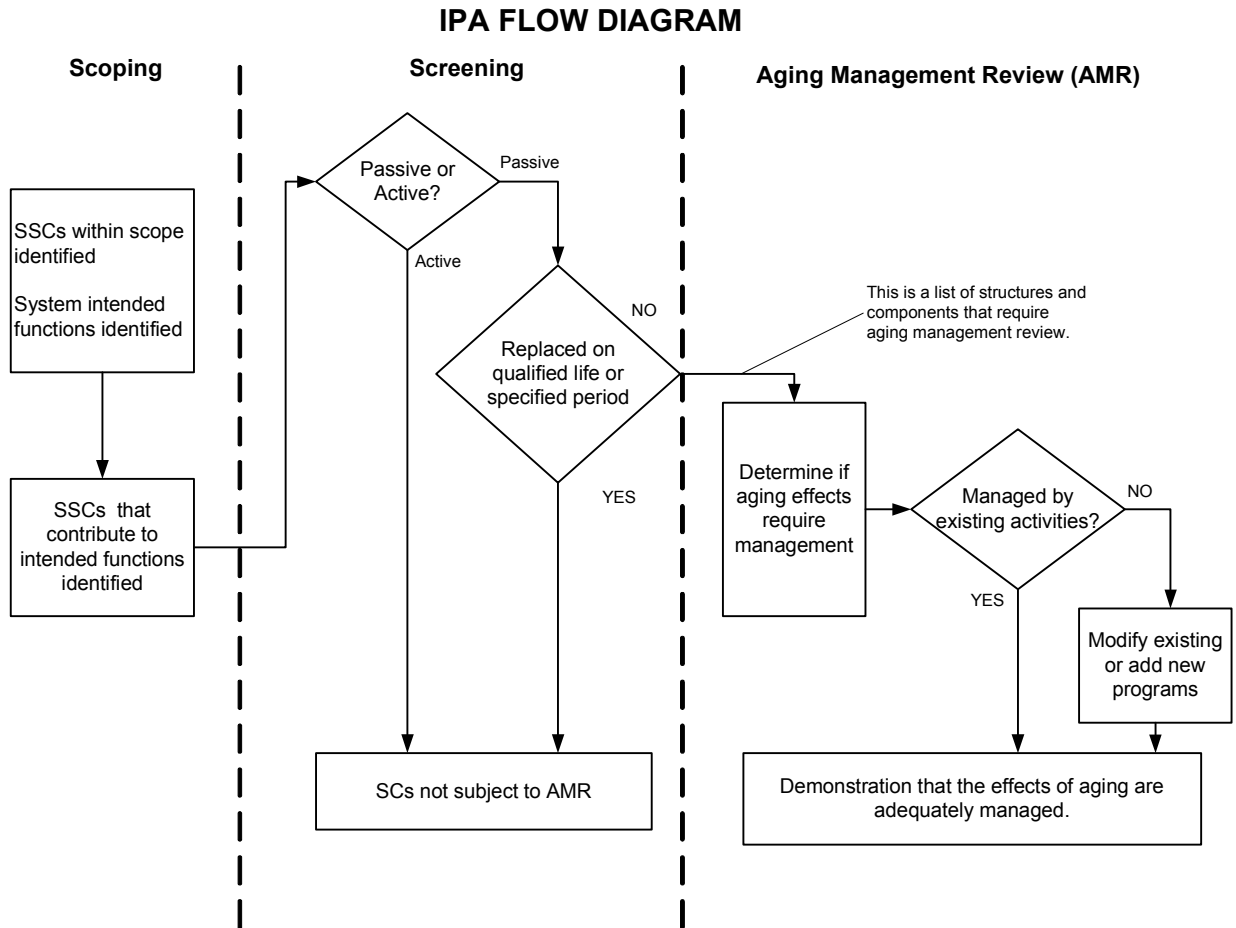 IPA FLOW DIAGRAM
Scoping
Screening
Aging Management Review (AMR)
SSCs within scope
identified
System intended
functions identified
SSCs  that
contribute to
intended functions
identified
Passive or
Active?
Passive
Active
Replaced on
qualified life or
specified period
NO
YES
SCs not subject to AMR
This is a list of structures and
components that require
aging management review.
Determine if
aging effects
require
management
Managed by
existing activities?
NO
YES
Modify existing
or add new
programs
Demonstration that the effects of aging are
adequately managed.